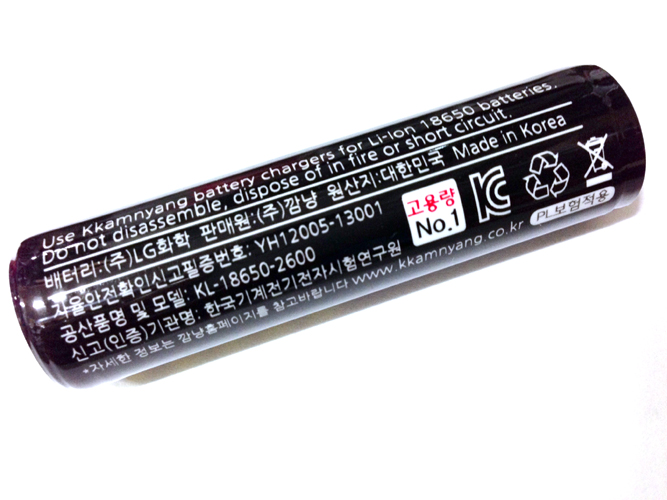 Use Kkamnyang battery chargers for Li-Ion 18650 batteries.
Do not disassemble, dispose of in fire or short circuit.
배터리:(주)LG화학 판매원:(주)깜냥 원산지:대한민국 Made in Korea
자율안전확인신고필증번호: YH12005-13001
공산품명 및 모델: KL-18650-2600
신고(인증)기관명: 한국기계전기전자시험연구원
*자세한 정보는 깜냥홈페이지를 참고바랍니다 www.kkamnyang.co.kr
고용량
No.1
PL보험적용